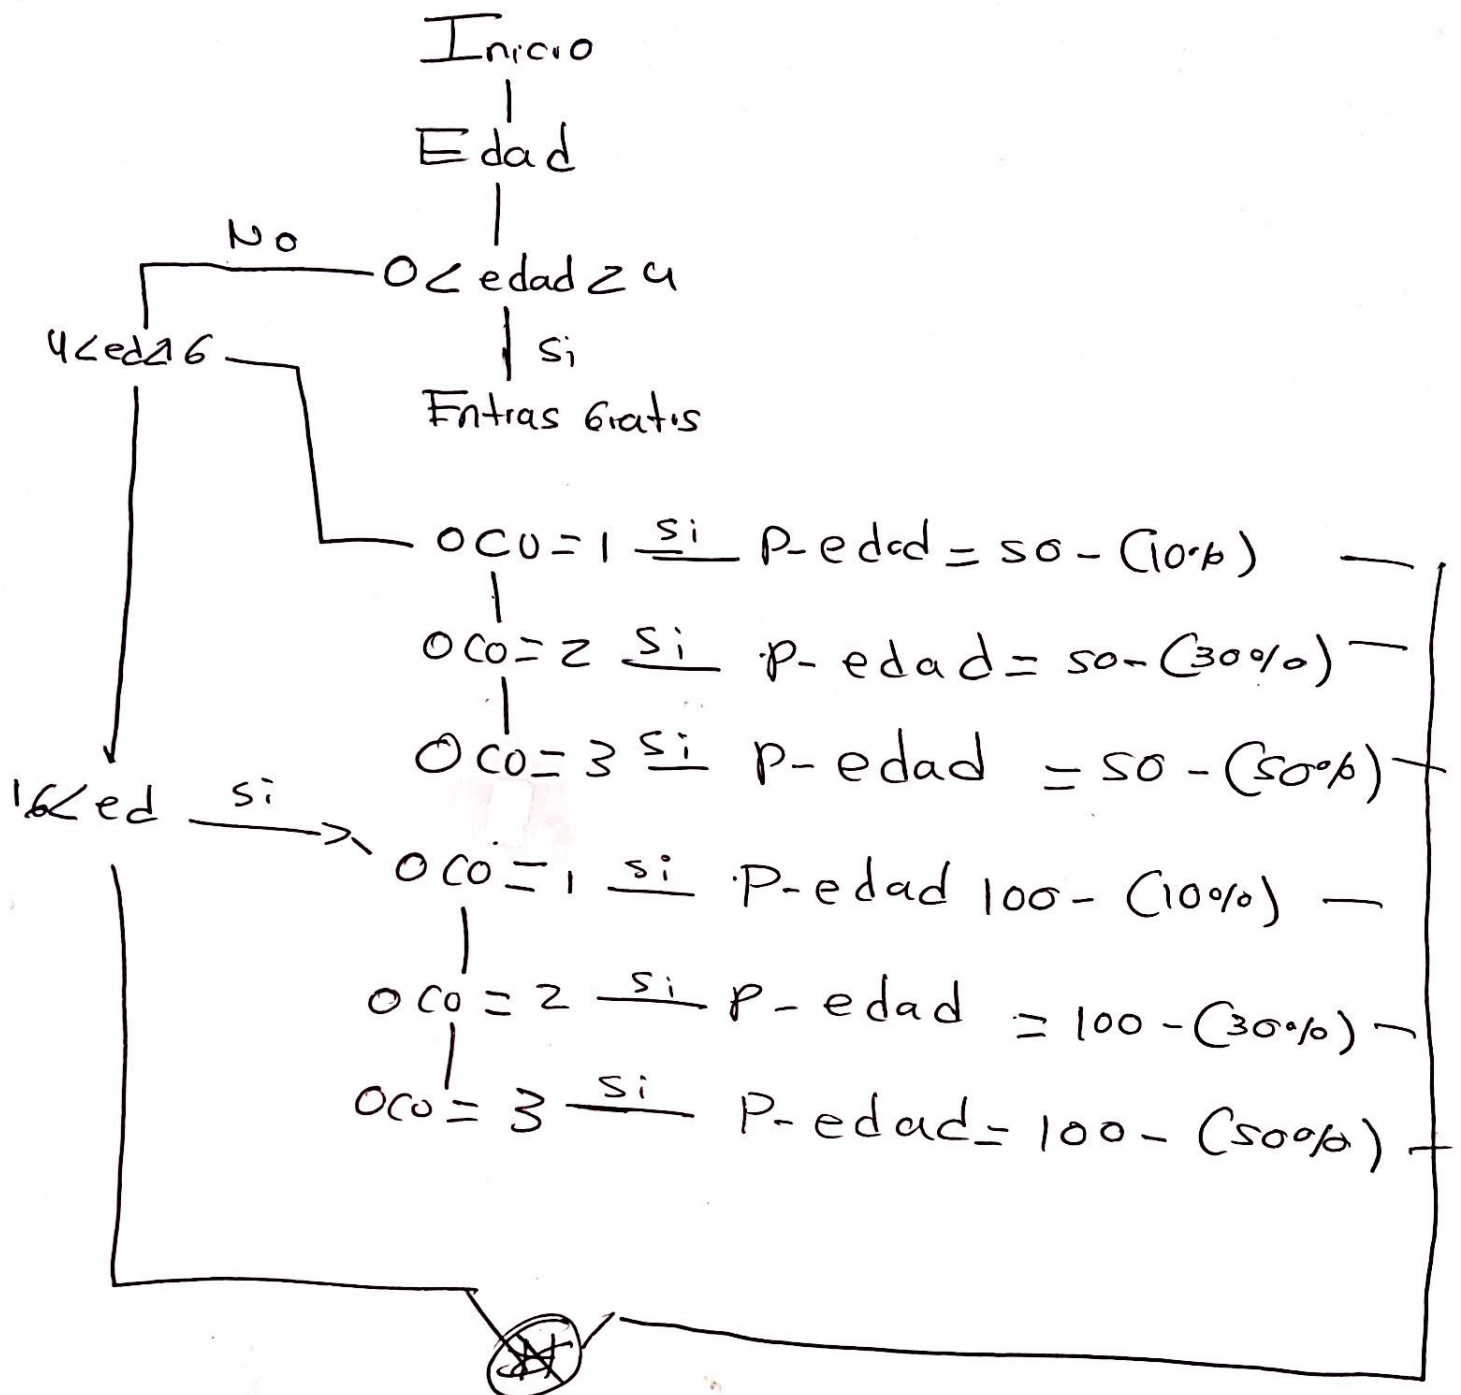 Inicio
Edad
No
0< edad <4
4<ed<16
Si
Entras Gratis
OCO=1 Si P-edad = 50-(10%)
OCO=2 Si P-edad = 50-(30%)
OCO=3 Si P-edad = 50-(50%)
16<ed Si
OCO=1 si P-edad 100-(10%)
OCO=2 Si P-edad = 100-(30%)
OCO=3 Si P-edad= 100-(50%)